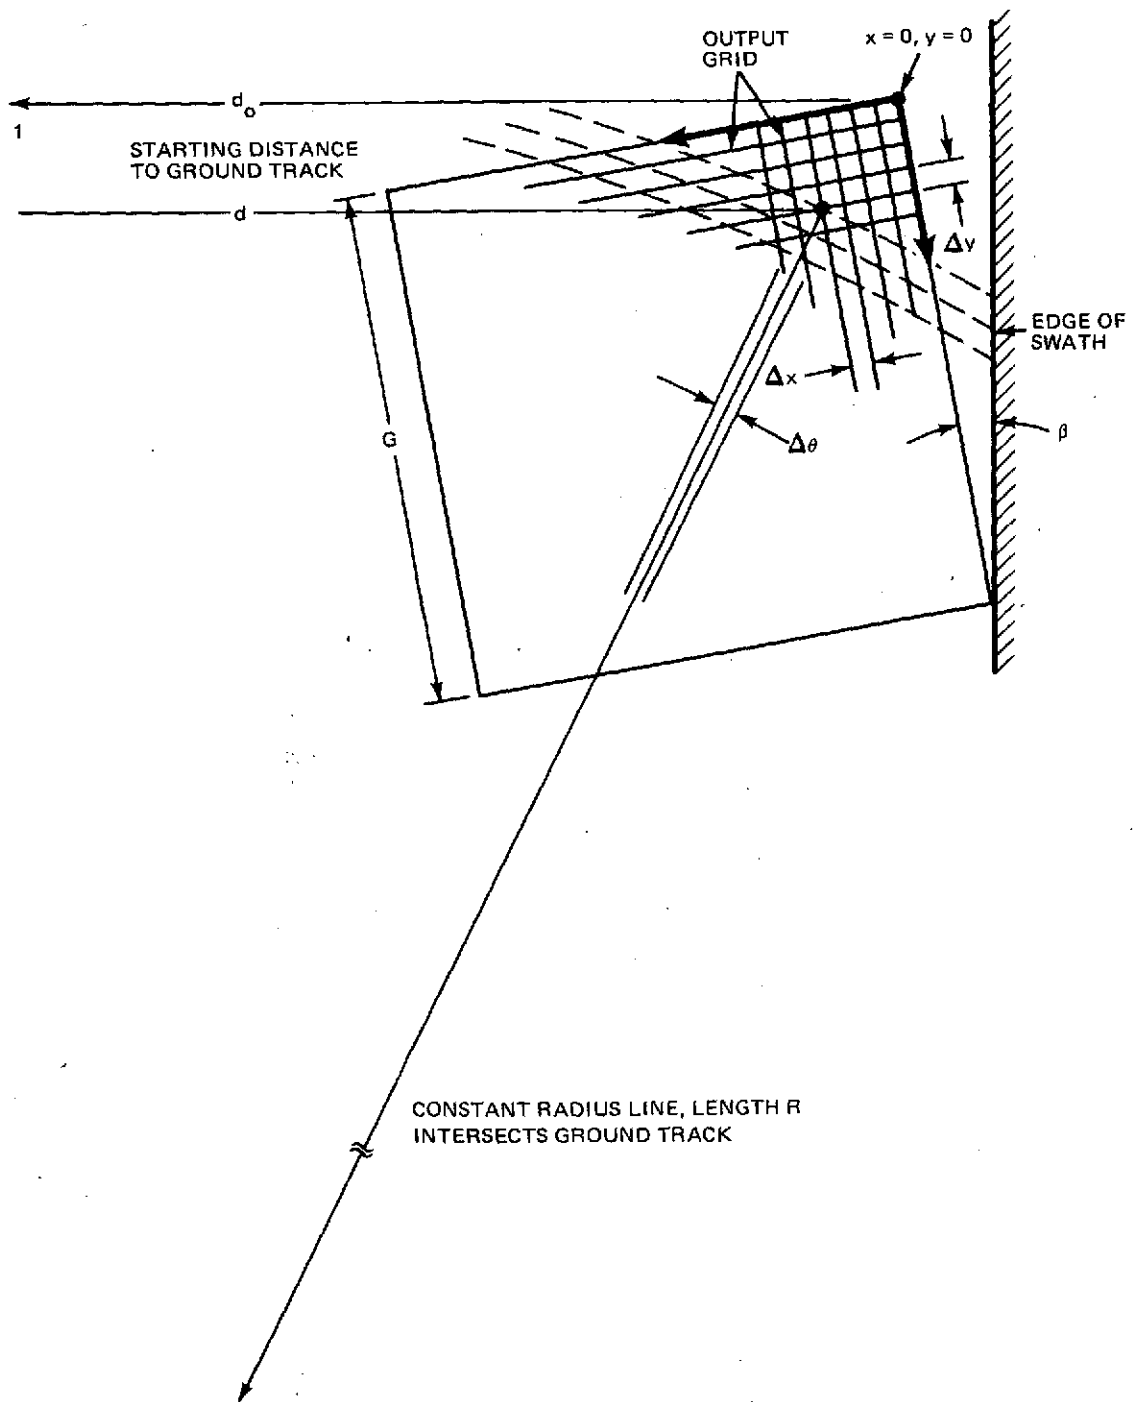 OUTPUT
GRID
x = 0, y = 0
d₀
1
STARTING DISTANCE
TO GROUND TRACK
d
Δy
EDGE OF
SWATH
Δx
G
Δθ
β
CONSTANT RADIUS LINE, LENGTH R
INTERSECTS GROUND TRACK